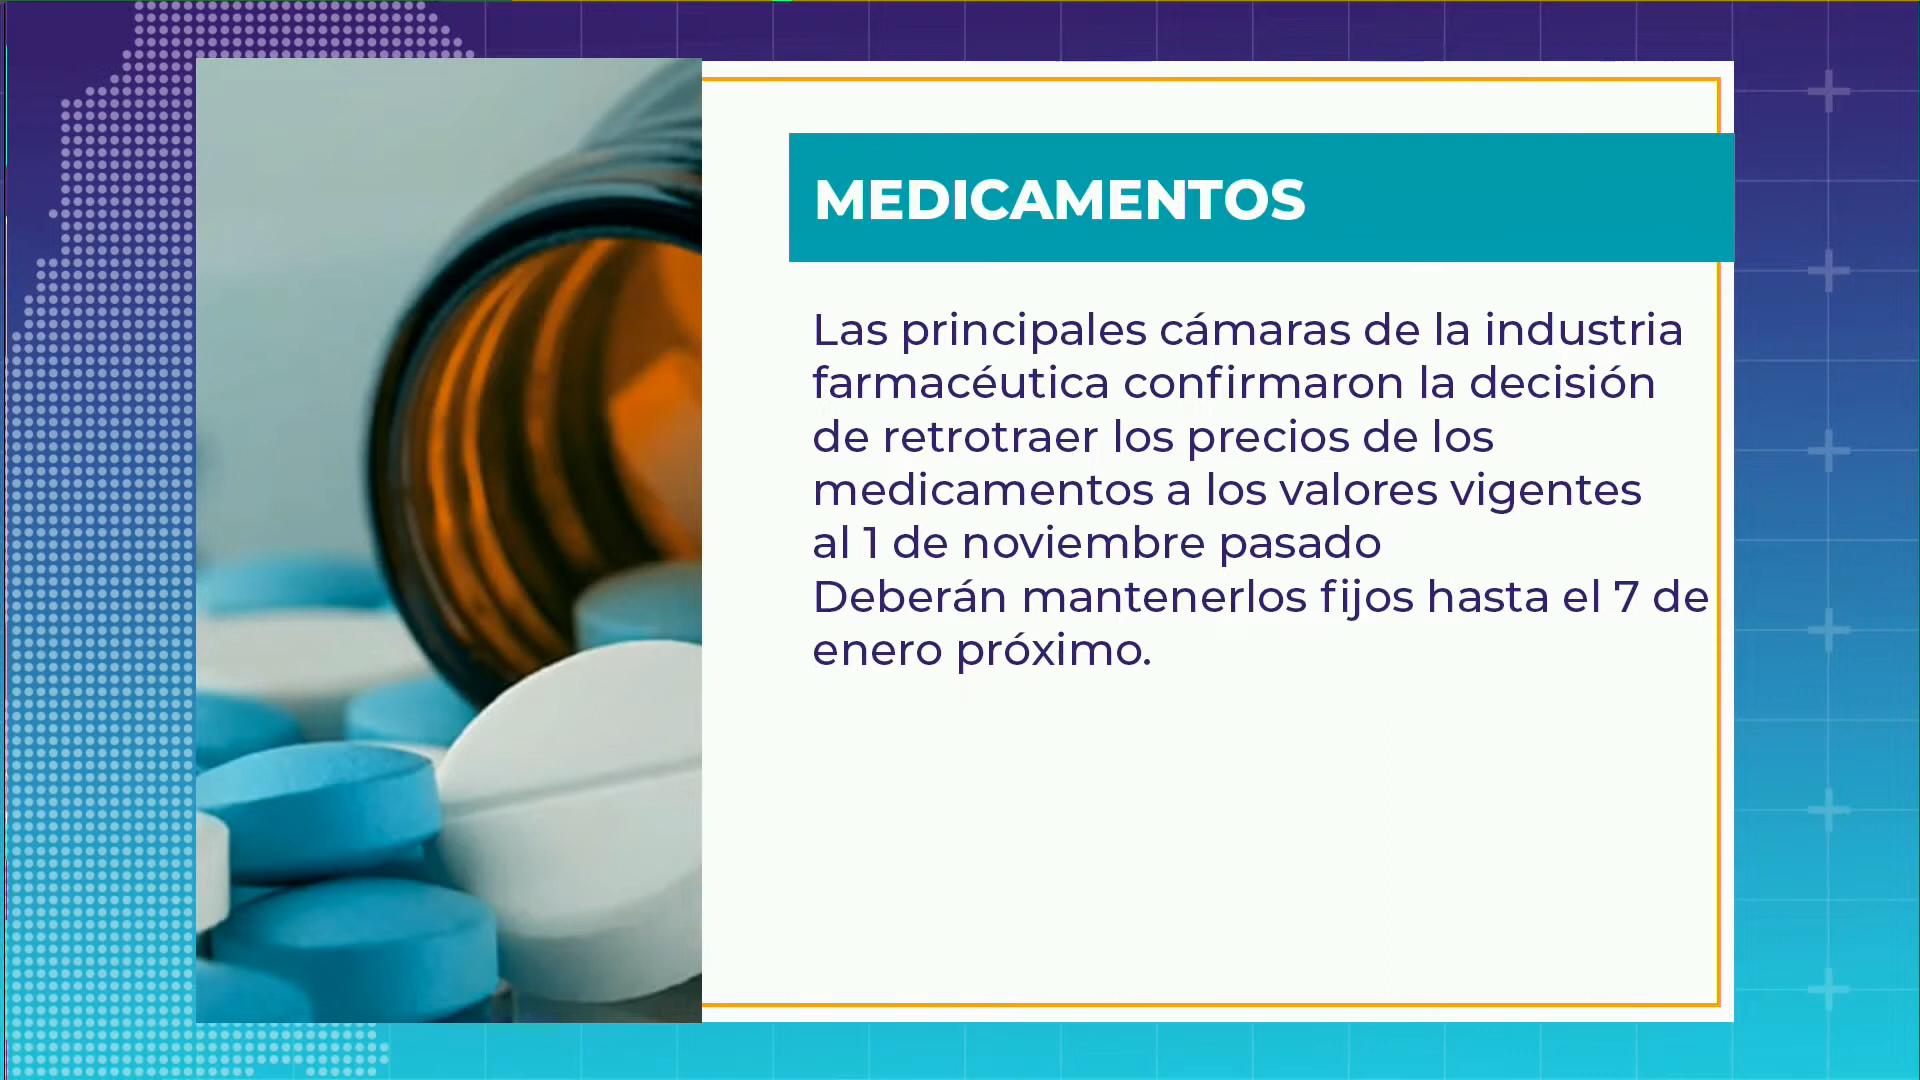 MEDICAMENTOS
Las principales cámaras de la industria
farmacéutica confirmaron la decisión
de retrotraer los precios de los
medicamentos a los valores vigentes
al 1 de noviembre pasado
Deberán mantenerlos fijos hasta el 7 de
enero próximo.